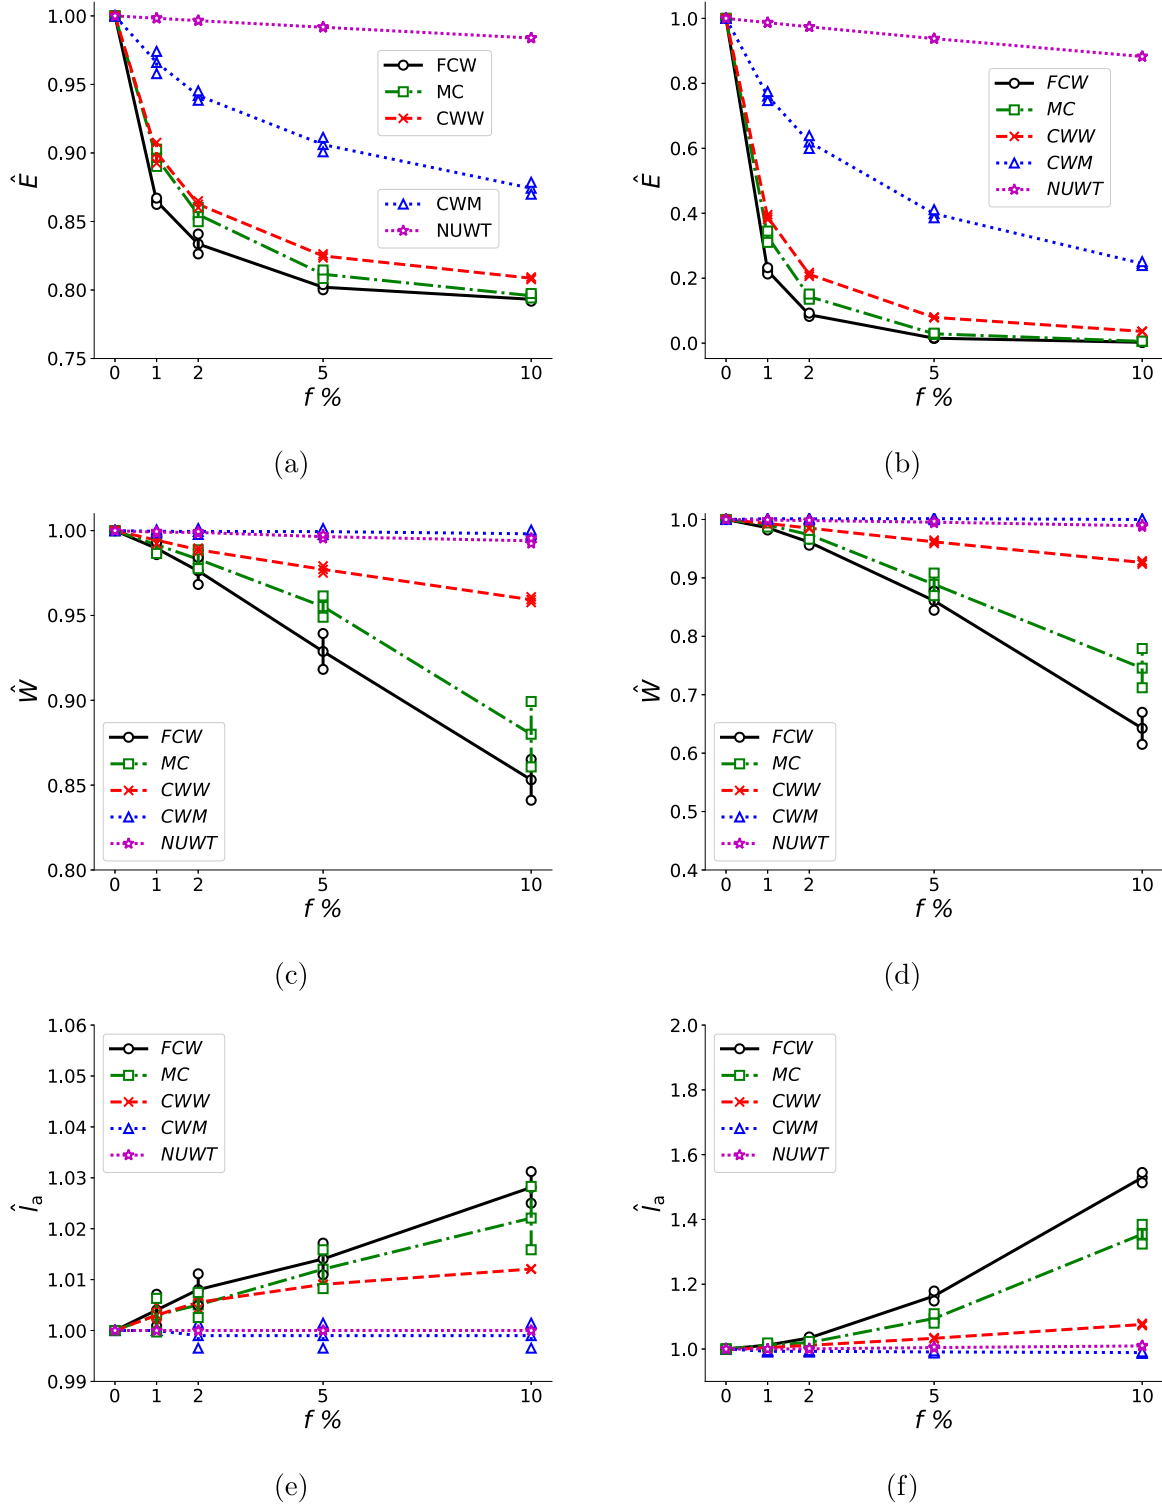 1.00
0.95
0.90
0.85
0.80
0.75
Ê
0 1 2 5 10
f %
FCW
MC
CWW
CWM
NUWT
(a)
1.0
0.8
0.6
0.4
0.2
0.0
Ê
0 1 2 5 10
f %
FCW
MC
CWW
CWM
NUWT
(b)
1.00
0.95
0.90
0.85
0.80
Ŵ
0 1 2 5 10
f %
FCW
MC
CWW
CWM
NUWT
(c)
1.0
0.9
0.8
0.7
0.6
0.5
0.4
Ŵ
0 1 2 5 10
f %
FCW
MC
CWW
CWM
NUWT
(d)
1.06
1.05
1.04
1.03
1.02
1.01
1.00
0.99
Î_a
0 1 2 5 10
f %
FCW
MC
CWW
CWM
NUWT
(e)
2.0
1.8
1.6
1.4
1.2
1.0
Î_a
0 1 2 5 10
f %
FCW
MC
CWW
CWM
NUWT
(f)